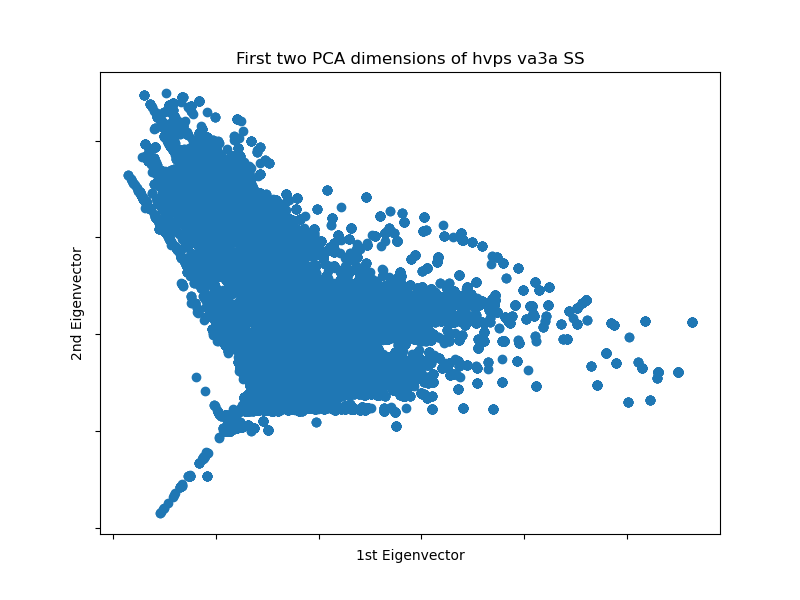 First two PCA dimensions of hvps va3a SS
2nd Eigenvector
1st Eigenvector